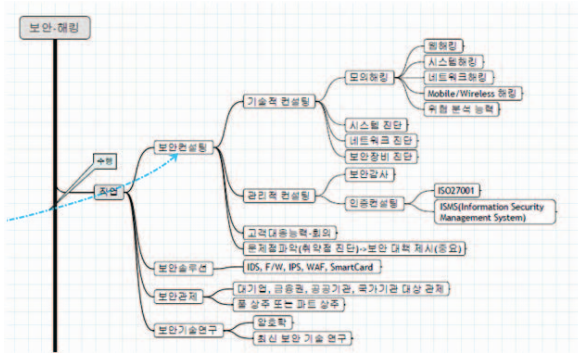 보안-해킹
웹해킹
시스템해킹
모의해킹
네트워크해킹
Mobile/Wireless 해킹
기술적 컨설팅
위협 분석 능력
시스템 진단
네트워크 진단
보안컨설팅
보안장비 진단
수행
보안감사
관리적 컨설팅
ISO27001
직업
인증컨설팅
ISMS(Information Security
Management System)
고객대응능력-회의
문제점파악(취약점 진단)->보안 대책 제시(중요)
보안솔루션
IDS, F/W, IPS, WAF, SmartCard
대기업, 금융권, 공공기관, 국가기관 대상 관제
보안관제
풀 상주 또는 파트 상주
암호학
보안기술연구
최신 보안 기술 연구